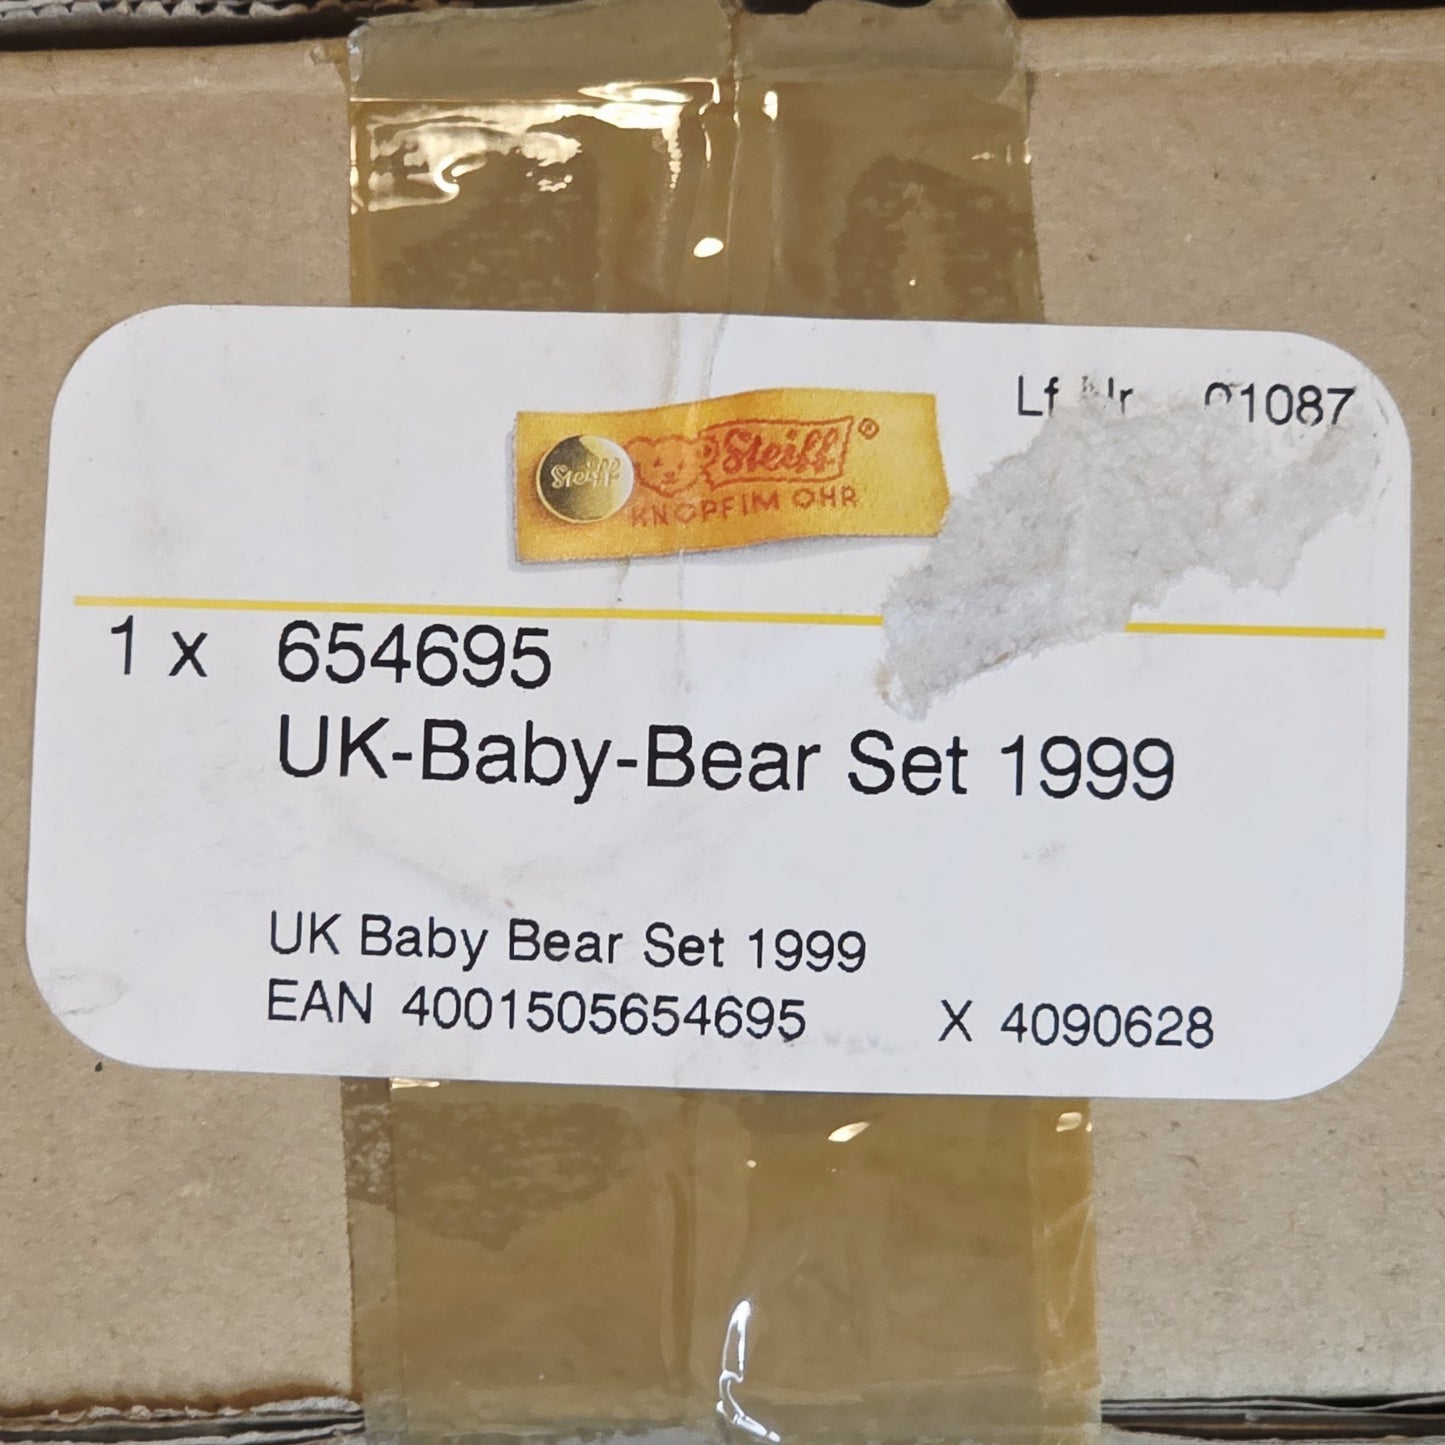 Lf 01087
Steiff
Steiff®
KNOPF IM OHR
1 x 654695
UK-Baby-Bear Set 1999
UK Baby Bear Set 1999
EAN 4001505654695 X 4090628